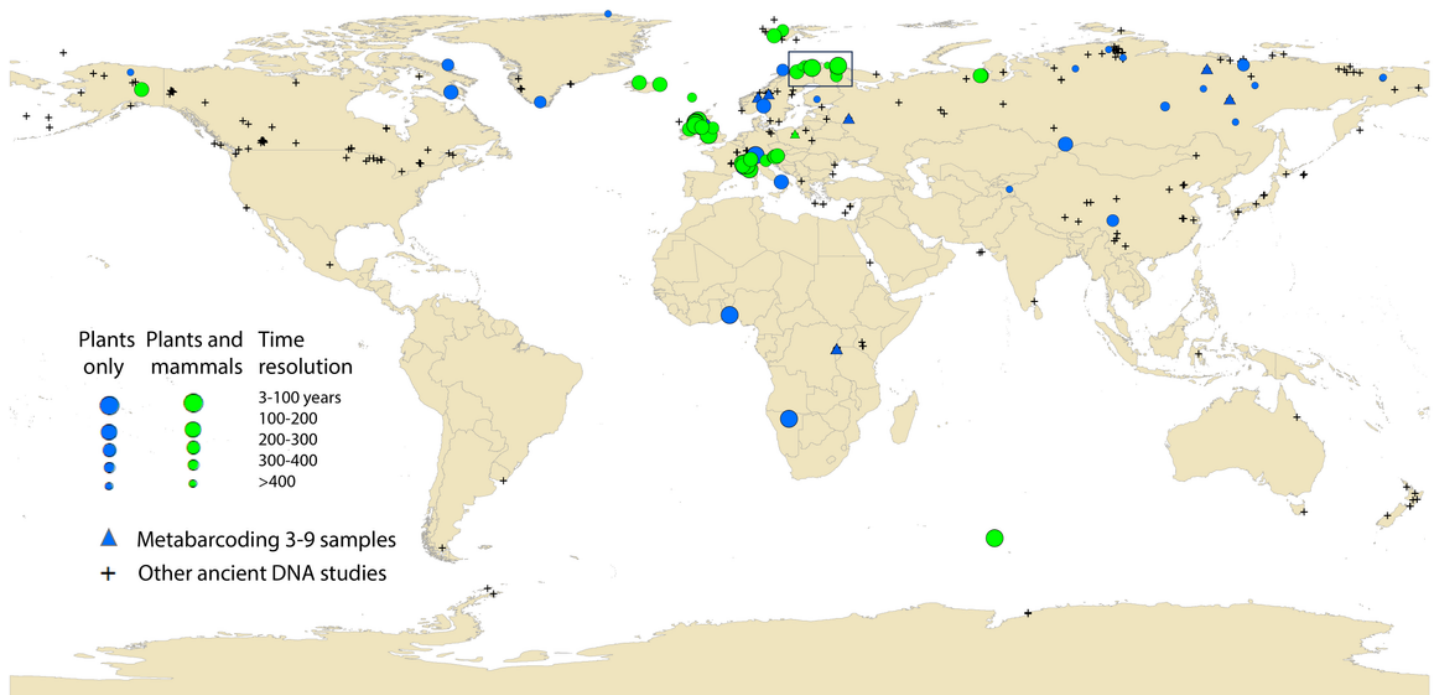 Plants only
Plants and mammals
Time resolution
3-100 years
100-200
200-300
300-400
>400
Metabarcoding 3-9 samples
Other ancient DNA studies